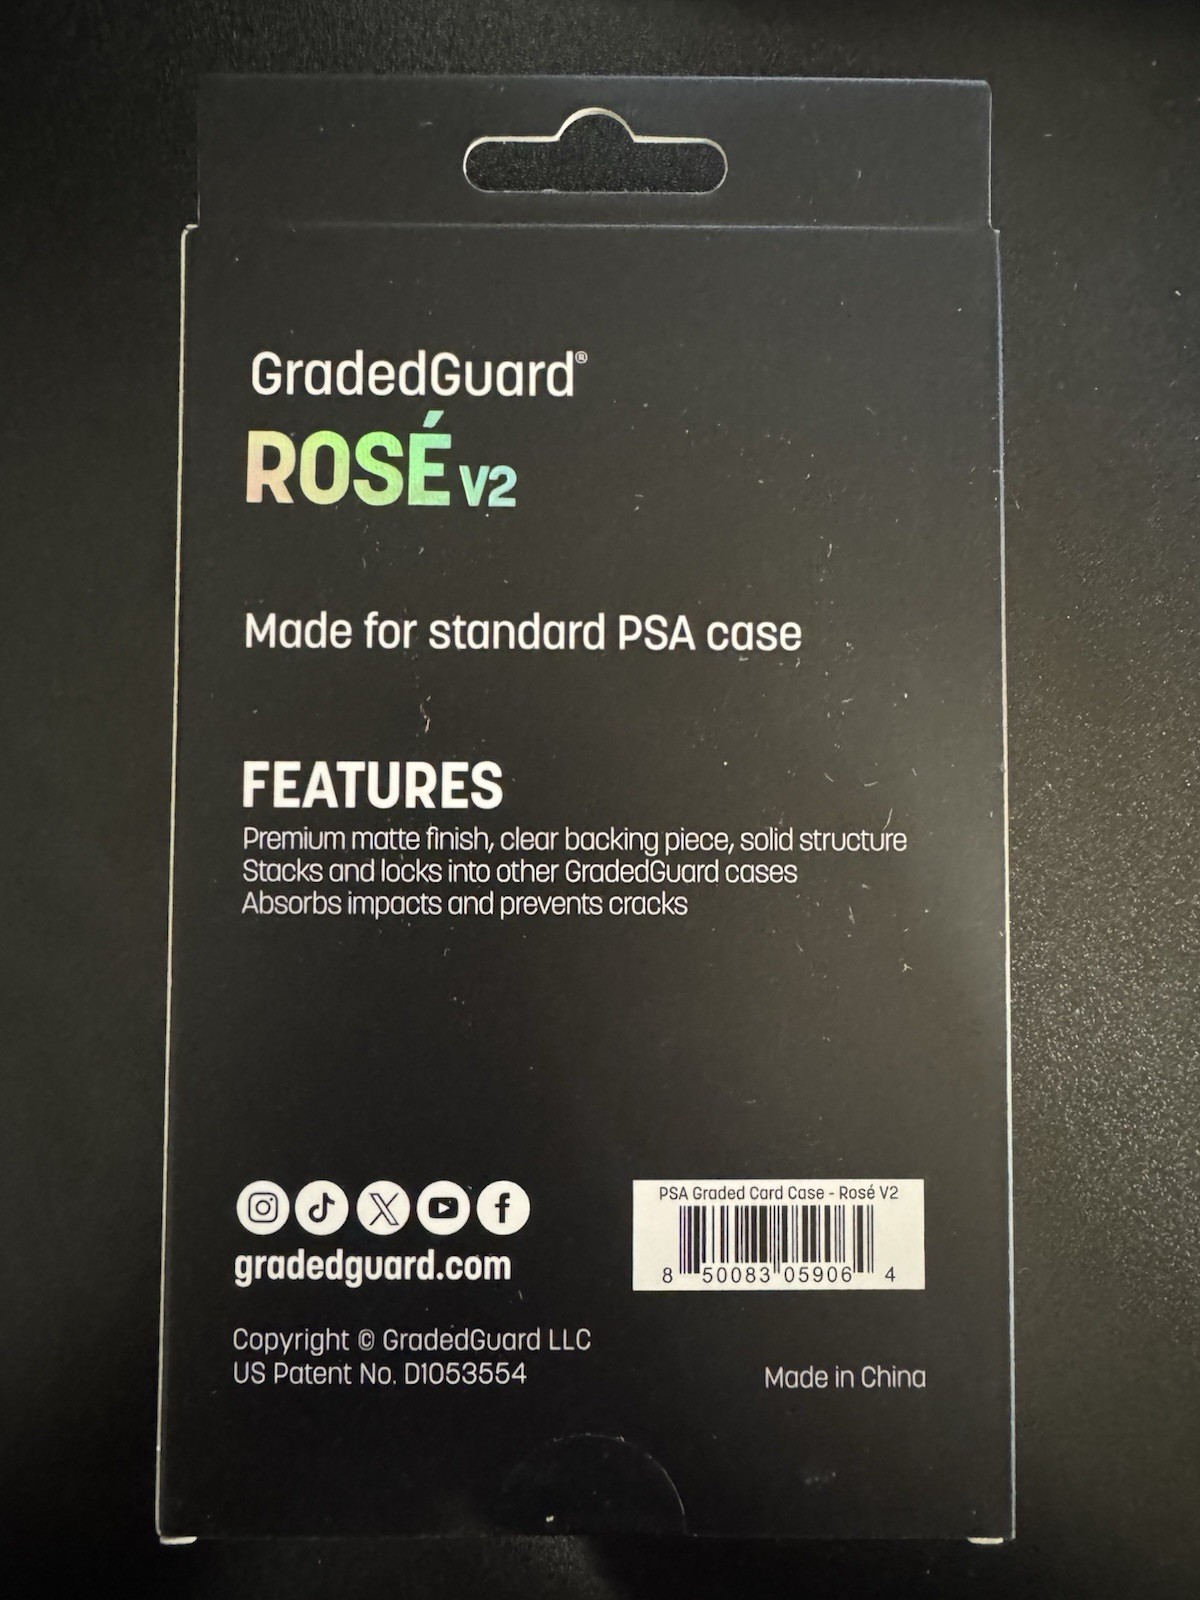 GradedGuard®
ROSÉ V2
Made for standard PSA case
FEATURES
Premium matte finish, clear backing piece, solid structure
Stacks and locks into other GradedGuard cases
Absorbs impacts and prevents cracks
gradedguard.com
PSA Graded Card Case - Rosé V2
8 50083 05906 4
Copyright © GradedGuard LLC
US Patent No. D1053554
Made in China